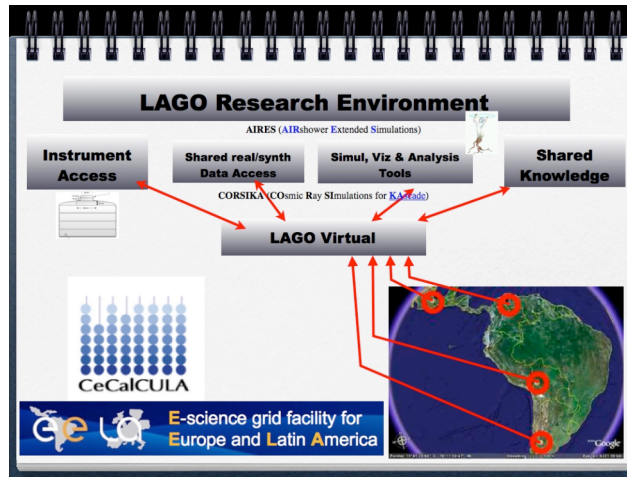 LAGO Research Environment
AIRES (AIRshower Extended Simulations)
Instrument
Access
Shared real/synth
Data Access
Simul, Viz & Analysis
Tools
Shared
Knowledge
CORSIKA (COsmic Ray SImulations for KAscade)
LAGO Virtual
CeCalCULA
E-science grid facility for
Europe and Latin America
Google